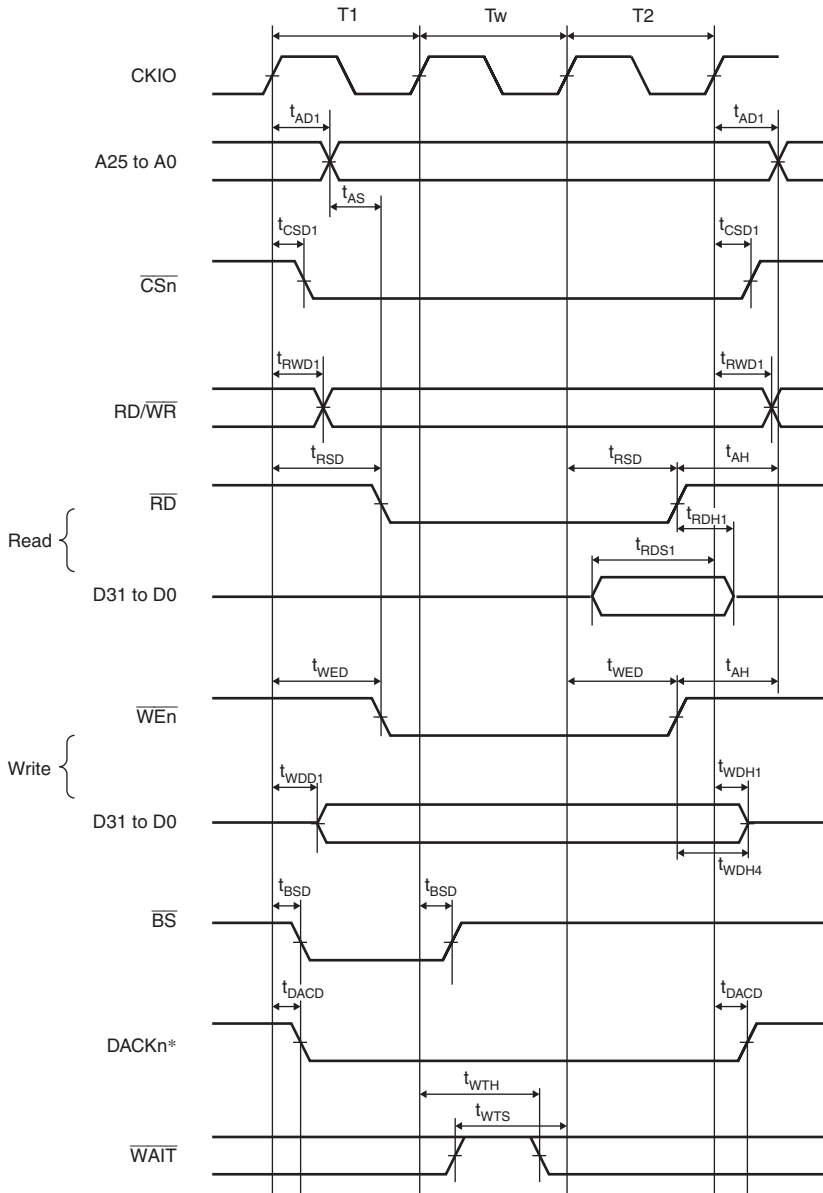 T1 Tw T2
CKIO
tAD1 tAD1
A25 to A0
tAS
tCSD1 tCSD1
CSn
tRWD1 tRWD1
RD/WR
tRSD tRSD tAH
RD
tRDH1
Read
tRDS1
D31 to D0
tWED tWED tAH
WEn
Write
tWDD1 tWDH1
D31 to D0
tWDH4
tBSD tBSD
BS
tDACD tDACD
DACKn*
tWTH
tWTS
WAIT